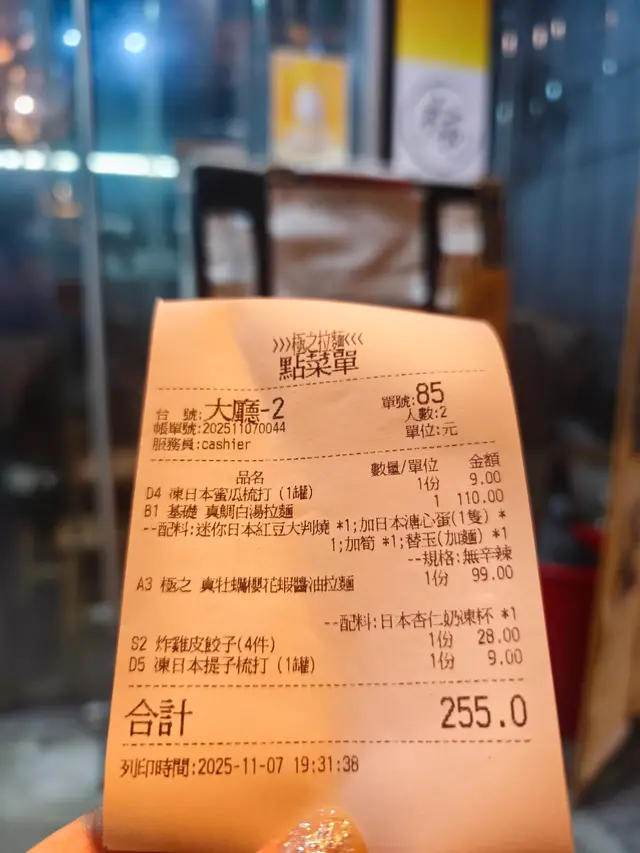 >>>極之拉麵<<<
點菜單
台 號:大廳-2 單號:85
帳單號:202511070044 人數:2
服務員:cashier 單位:元
品名 數量/單位 金額
D4 凍日本蜜瓜梳打（1罐） 1份 9.00
B1 基礎 真鯛白湯拉麵 1 110.00
--配料:迷你日本紅豆大判燒 *1;加日本溏心蛋(1隻) *
1;加筍 *1;替玉(加麵) *1
--規格:無辛辣
A3 極之 真牡蠣櫻花蝦醬油拉麵 1份 99.00
--配料:日本杏仁奶凍杯 *1
S2 炸雞皮餃子(4件) 1份 28.00
D5 凍日本提子梳打（1罐） 1份 9.00
合計 255.0
列印時間:2025-11-07 19:31:38